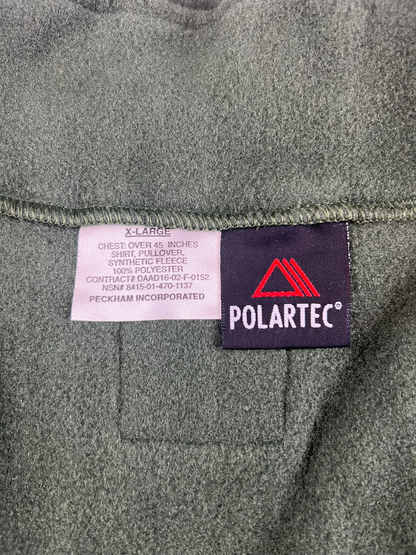 X-LARGE
CHEST: OVER 45 INCHES
SHIRT, PULLOVER,
SYNTHETIC FLEECE
100% POLYESTER
CONTRACT# DAAD16-02-F-0152
NSN# 8415-01-470-1137
PECKHAM INCORPORATED
POLARTEC®